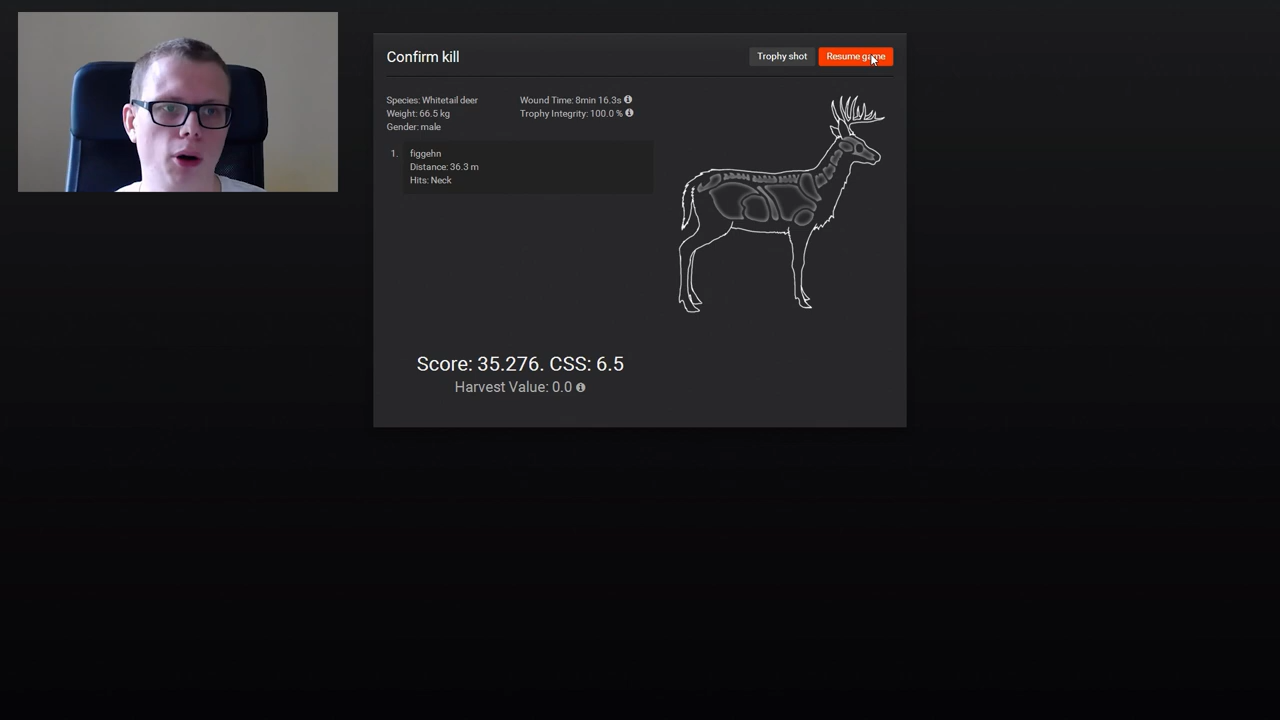 Confirm kill
Trophy shot
Resume game
Species: Whitetail deer
Weight: 66.5 kg
Gender: male
Wound Time: 8min 16.3s
Trophy Integrity: 100.0 %
1. figgehn
Distance: 36.3 m
Hits: Neck
Score: 35.276. CSS: 6.5
Harvest Value: 0.0